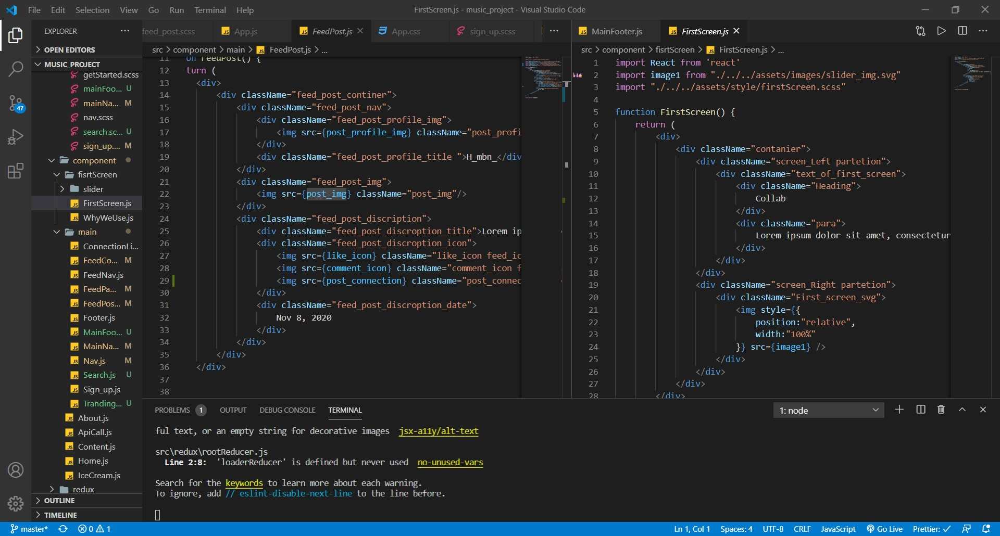 File Edit Selection View Go Run Terminal Help
FirstScreen.js - music_project - Visual Studio Code
EXPLORER
OPEN EDITORS
MUSIC_PROJECT
getStarted.scss
mainFoo... U
mainNa... M
nav.scss
search.sc... U
sign_up.... M
component
fisrtScreen
slider
FirstScreen.js
WhyWeUse.js
main
ConnectionLi...
FeedCo... M
FeedNav.js
FeedPa... M
FeedPos... M
Footer.js
MainFoo... U
MainNa... M
Nav.js M
Search.js U
Sign_up.js
Tranding... U
About.js
ApiCall.js
Content.js
Home.js
IceCream.js
redux
OUTLINE
TIMELINE
47
feed_post.scss App.js FeedPost.js App.css sign_up.scss
src > component > main > FeedPost.js > ...
11 on FeedPost() {
12 turn (
13 <div>
14 <div className="feed_post_continer">
15 <div className="feed_post_nav">
16 <div className="feed_post_profile_img">
17 <img src={post_profile_img} className="post_profi
18 </div>
19 <div className="feed_post_profile_title ">H_mbn_</div
20 </div>
21 <div className="feed_post_img">
22 <img src={post_img} className="post_img"/>
23 </div>
24 <div className="feed_post_discription">
25 <div className="feed_post_discroption_title">Lorem ip
26 <div className="feed_post_discroption_icon">
27 <img src={like_icon} className="like_icon feed_ic
28 <img src={comment_icon} className="comment_icon f
29 <img src={post_connection} className="post_connec
30 </div>
31 <div className="feed_post_discroption_date">
32 Nov 8, 2020
33 </div>
34 </div>
35 </div>
36 </div>
37
38
MainFooter.js FirstScreen.js
src > component > fisrtScreen > FirstScreen.js > ...
1 import React from 'react'
2 import image1 from "./../../assets/images/slider_img.svg"
3 import "./../../assets/style/firstScreen.scss"
4
5 function FirstScreen() {
6 return (
7 <div>
8 <div className="contanier">
9 <div className="screen_Left partetion">
10 <div className="text_of_first_screen">
11 <div className="Heading">
12 Collab
13 </div>
14 <div className="para">
15 Lorem ipsum dolor sit amet, consectetur
16 </div>
17 </div>
18 </div>
19 <div className="screen_Right partetion">
20 <div className="First_screen_svg">
21 <img style={{
22 position:"relative",
23 width:"100%"
24 }} src={image1} />
25 </div>
26 </div>
27 </div>
28 </div>
PROBLEMS 1 OUTPUT DEBUG CONSOLE TERMINAL
1: node
ful text, or an empty string for decorative images jsx-a11y/alt-text
src\redux\rootReducer.js
Line 2:8: 'loaderReducer' is defined but never used no-unused-vars
Search for the keywords to learn more about each warning.
To ignore, add // eslint-disable-next-line to the line before.
master* 0 1
Ln 1, Col 1 Spaces: 4 UTF-8 CRLF JavaScript Go Live Prettier: ✓